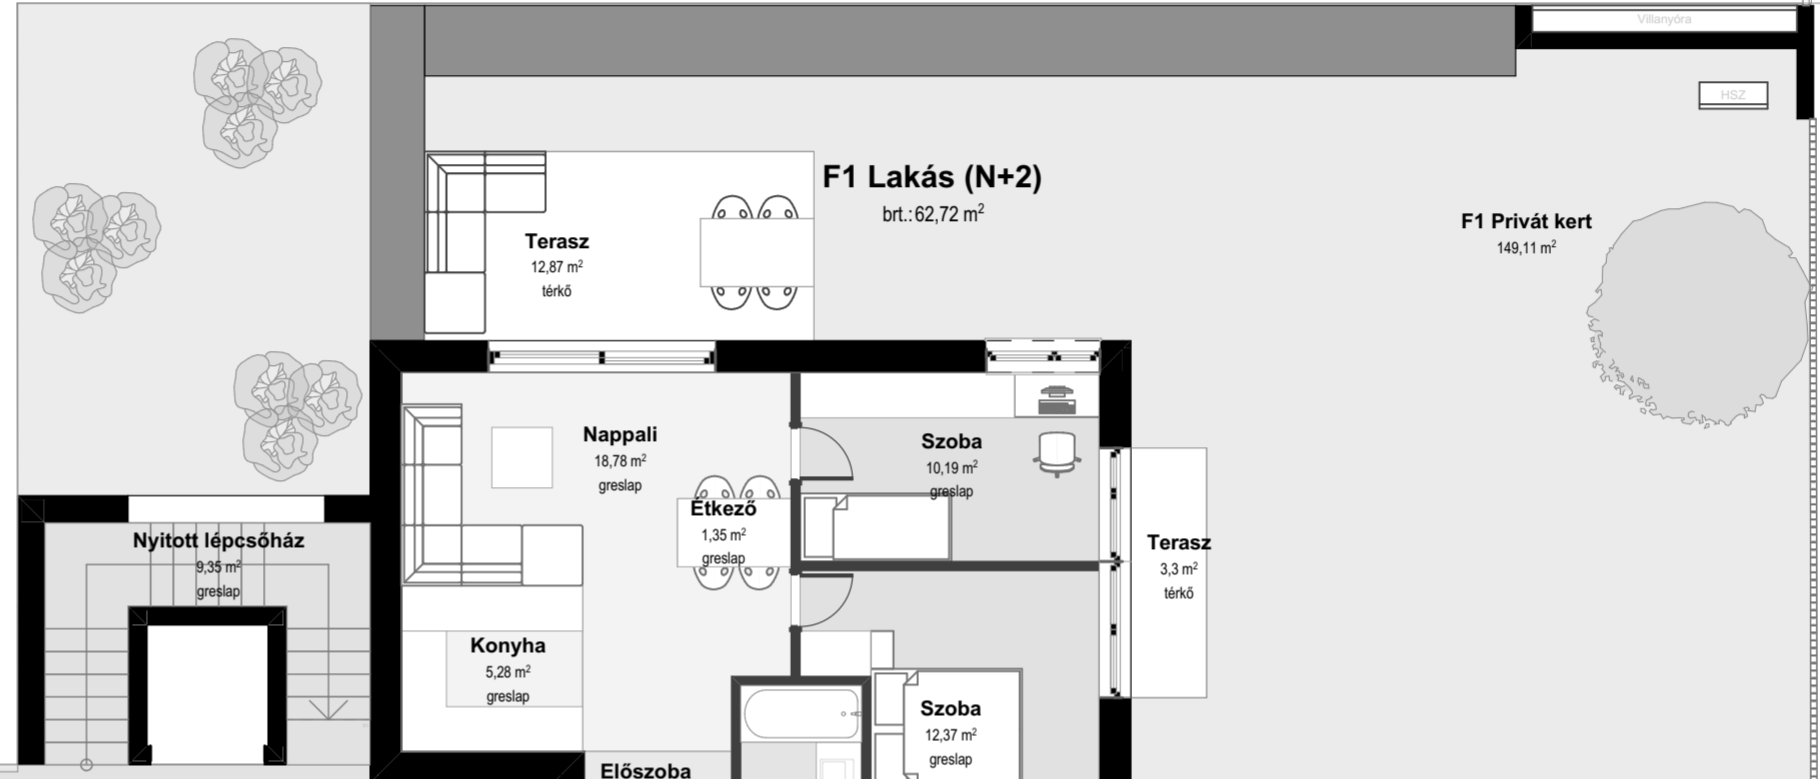 Villanyóra
HSZ
F1 Lakás (N+2)
brt.: 62,72 m²
F1 Privát kert
149,11 m²
Terasz
12,87 m²
térkő
Nappali
18,78 m²
greslap
Szoba
10,19 m²
greslap
Étkező
1,35 m²
greslap
Nyitott lépcsőház
9,35 m²
greslap
Terasz
3,3 m²
térkő
Konyha
5,28 m²
greslap
Szoba
12,37 m²
greslap
Előszoba